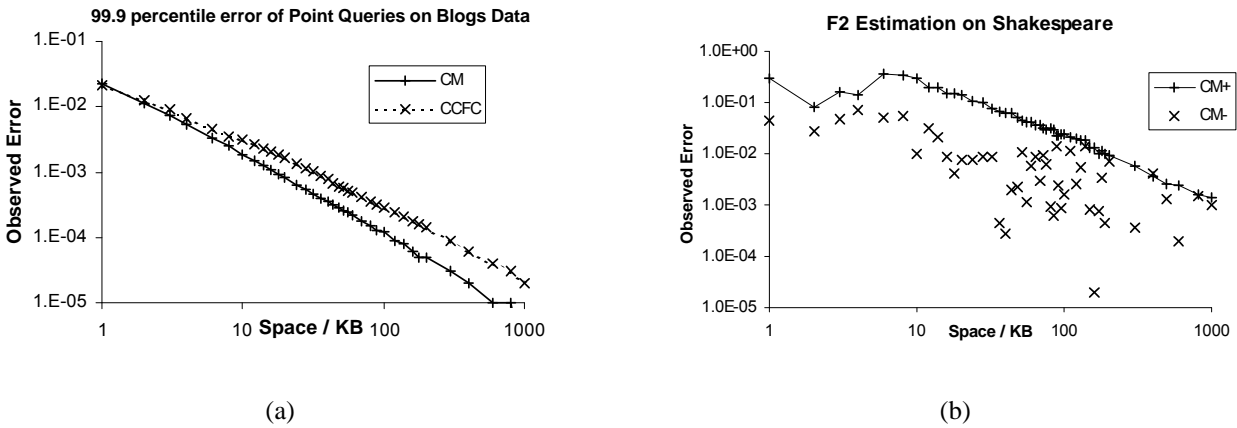 99.9 percentile error of Point Queries on Blogs Data
1.E-01
1.E-02
1.E-03
1.E-04
1.E-05
Observed Error
1
10
100
1000
Space / KB
CM
CCFC
(a)
F2 Estimation on Shakespeare
1.0E+00
1.0E-01
1.0E-02
1.0E-03
1.0E-04
1.0E-05
Observed Error
1
10
100
1000
Space / KB
CM+
CM-
(b)